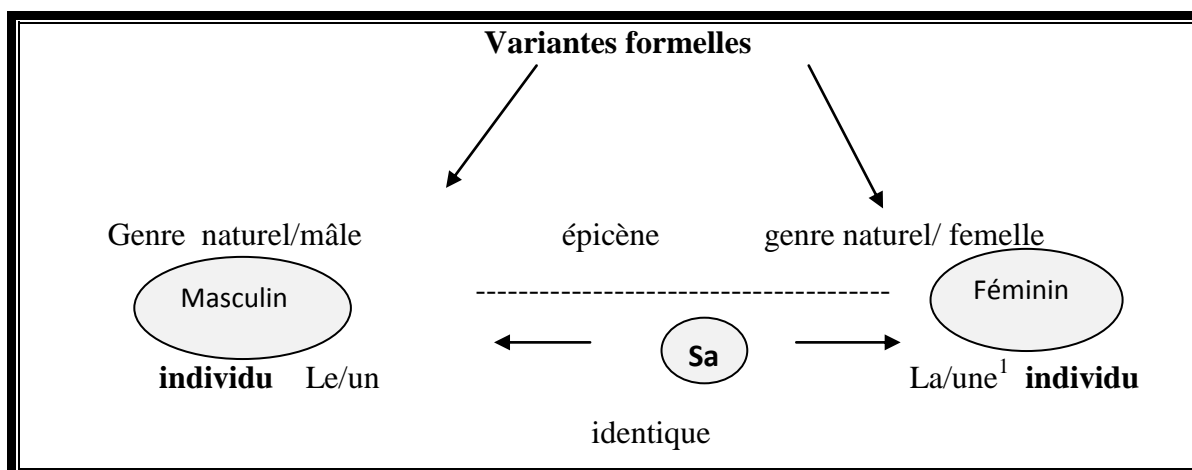 Variantes formelles
Genre naturel/mâle épicène genre naturel/ femelle
Masculin Féminin
Sa
individu Le/un La/une1 individu
identique